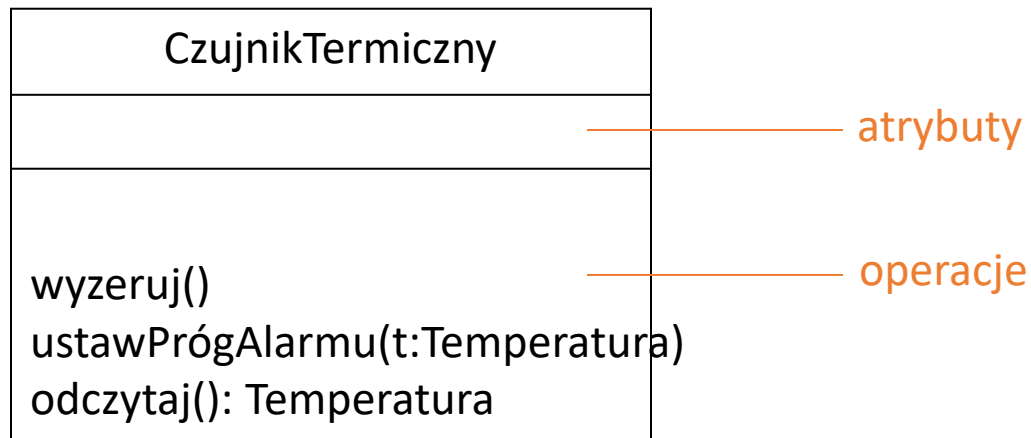 CzujnikTermiczny
atrybuty
operacje
wyzeruj()
ustawPrógAlarmu(t:Temperatura)
odczytaj(): Temperatura